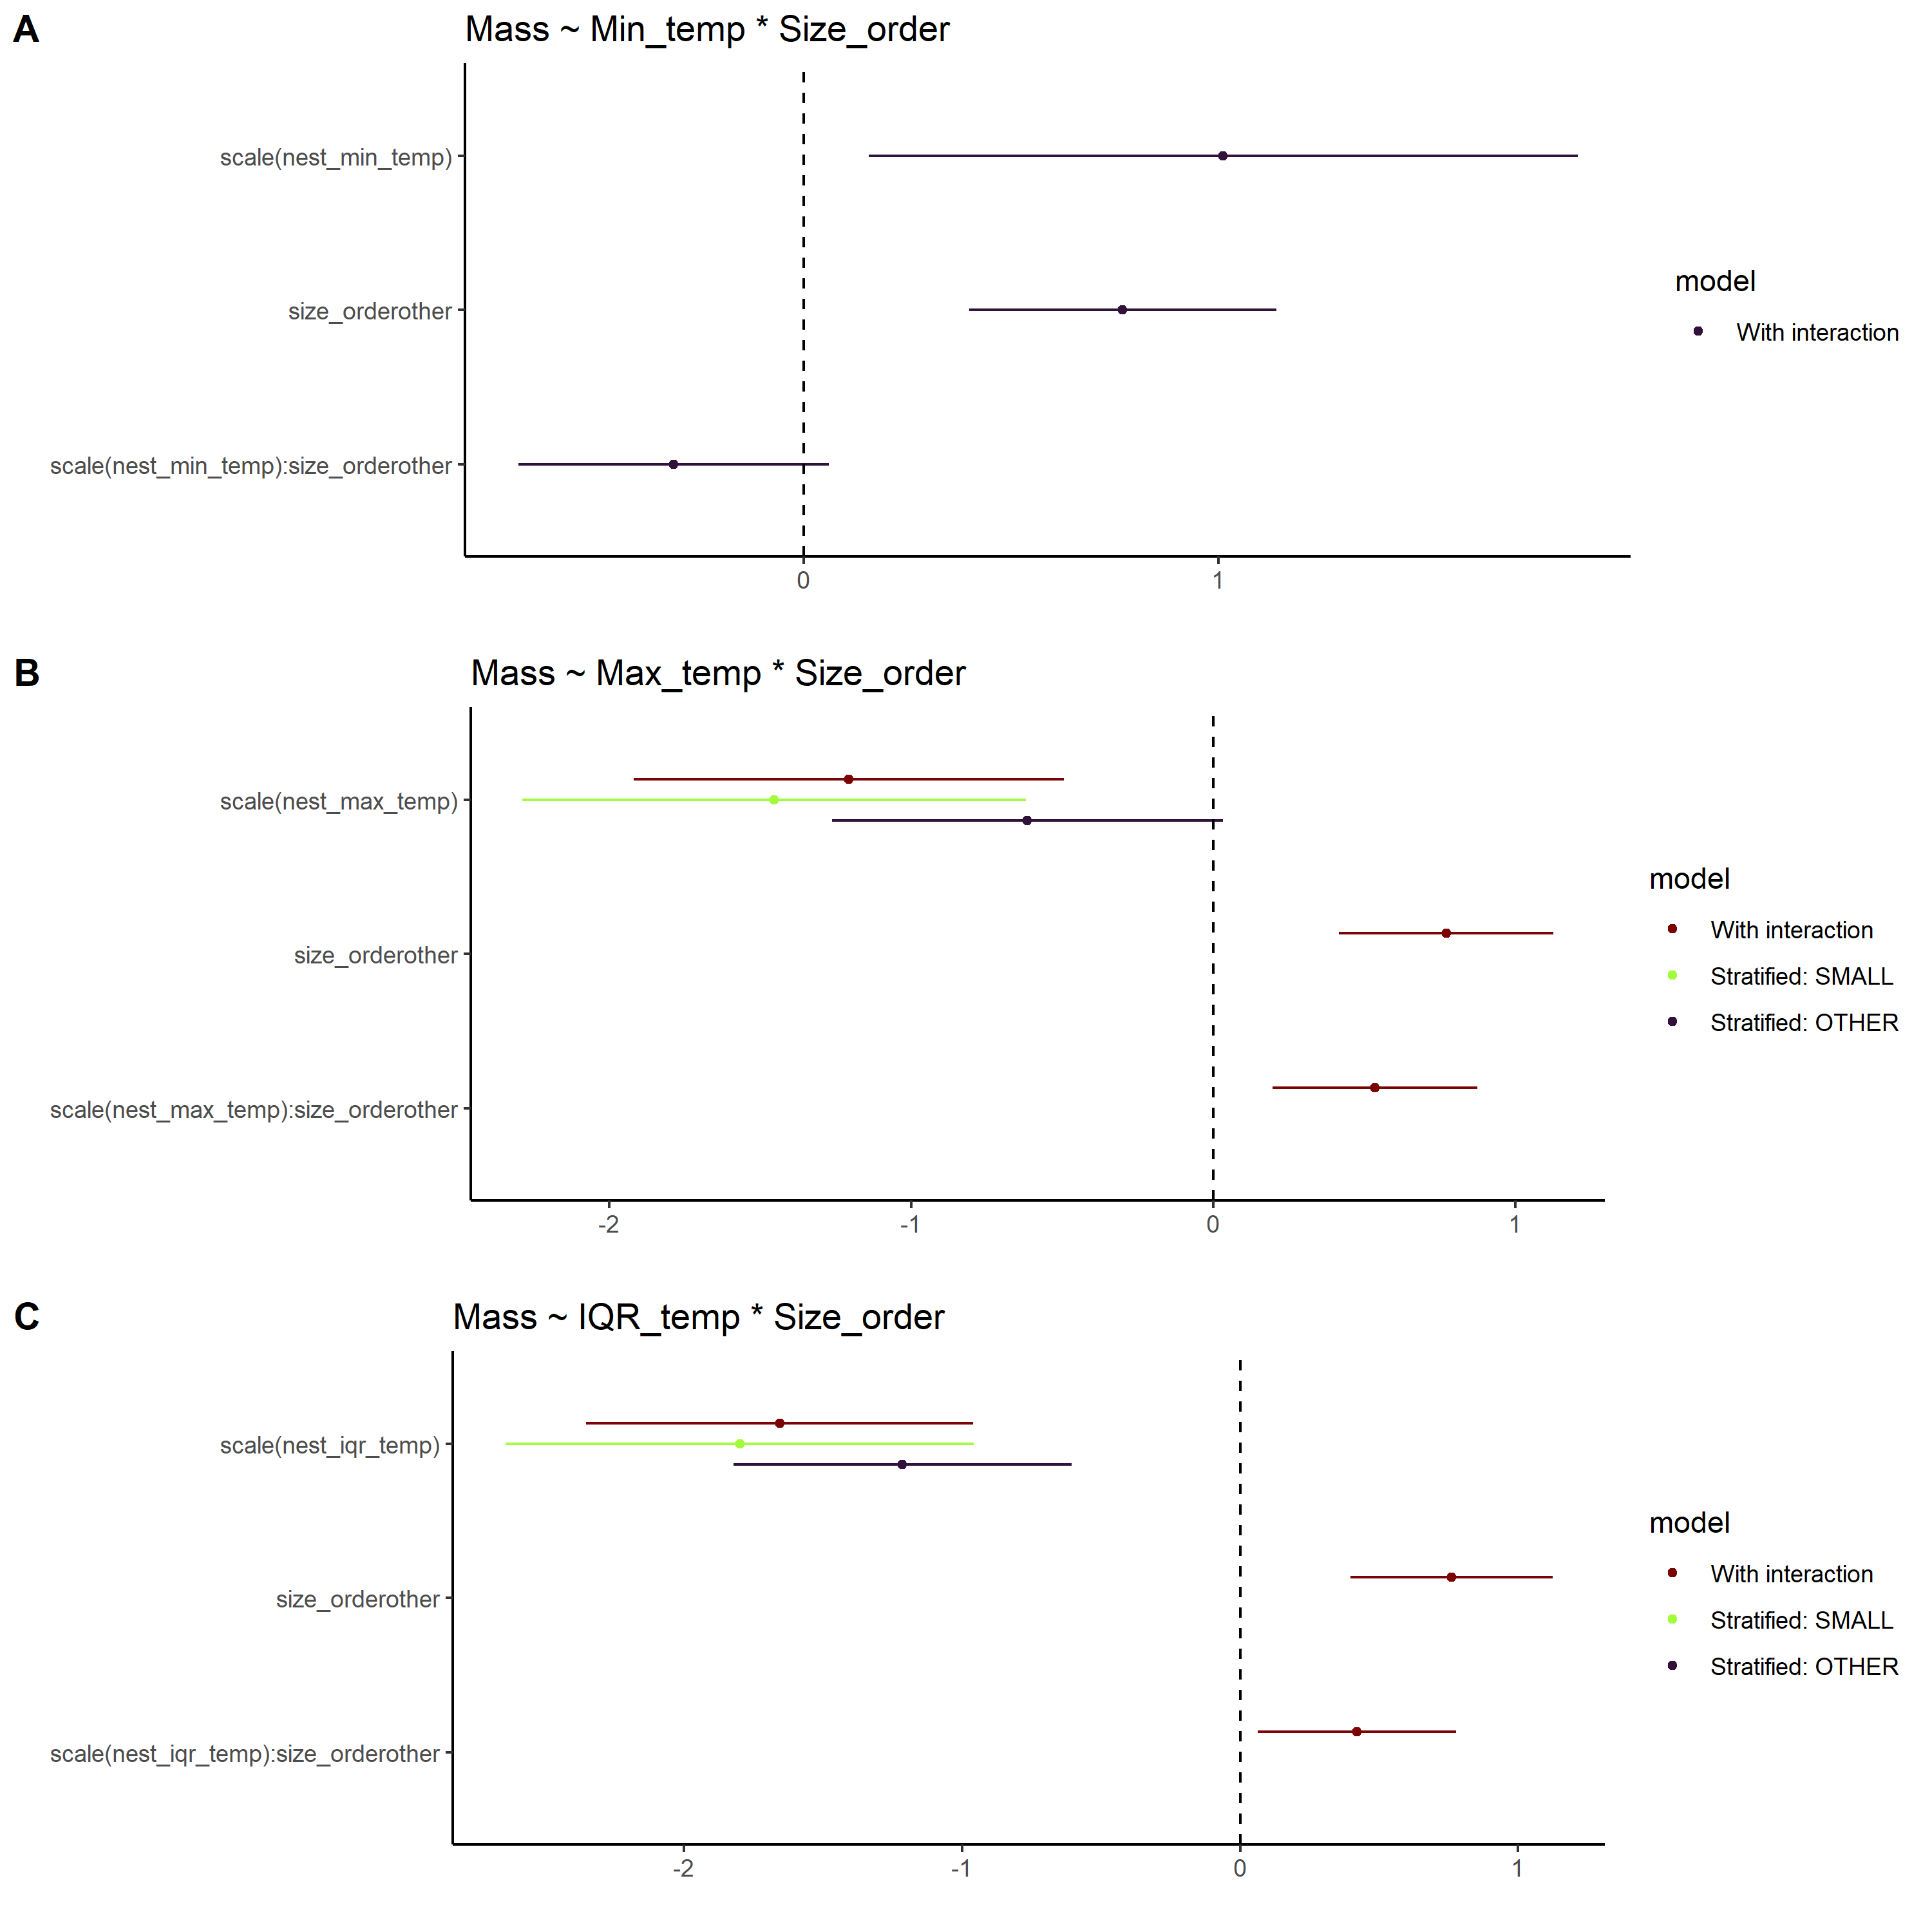 A
Mass ~ Min_temp * Size_order
scale(nest_min_temp)
size_orderother
scale(nest_min_temp):size_orderother
0 1
model
With interaction
B
Mass ~ Max_temp * Size_order
scale(nest_max_temp)
size_orderother
scale(nest_max_temp):size_orderother
-2 -1 0 1
model
With interaction
Stratified: SMALL
Stratified: OTHER
C
Mass ~ IQR_temp * Size_order
scale(nest_iqr_temp)
size_orderother
scale(nest_iqr_temp):size_orderother
-2 -1 0 1
model
With interaction
Stratified: SMALL
Stratified: OTHER